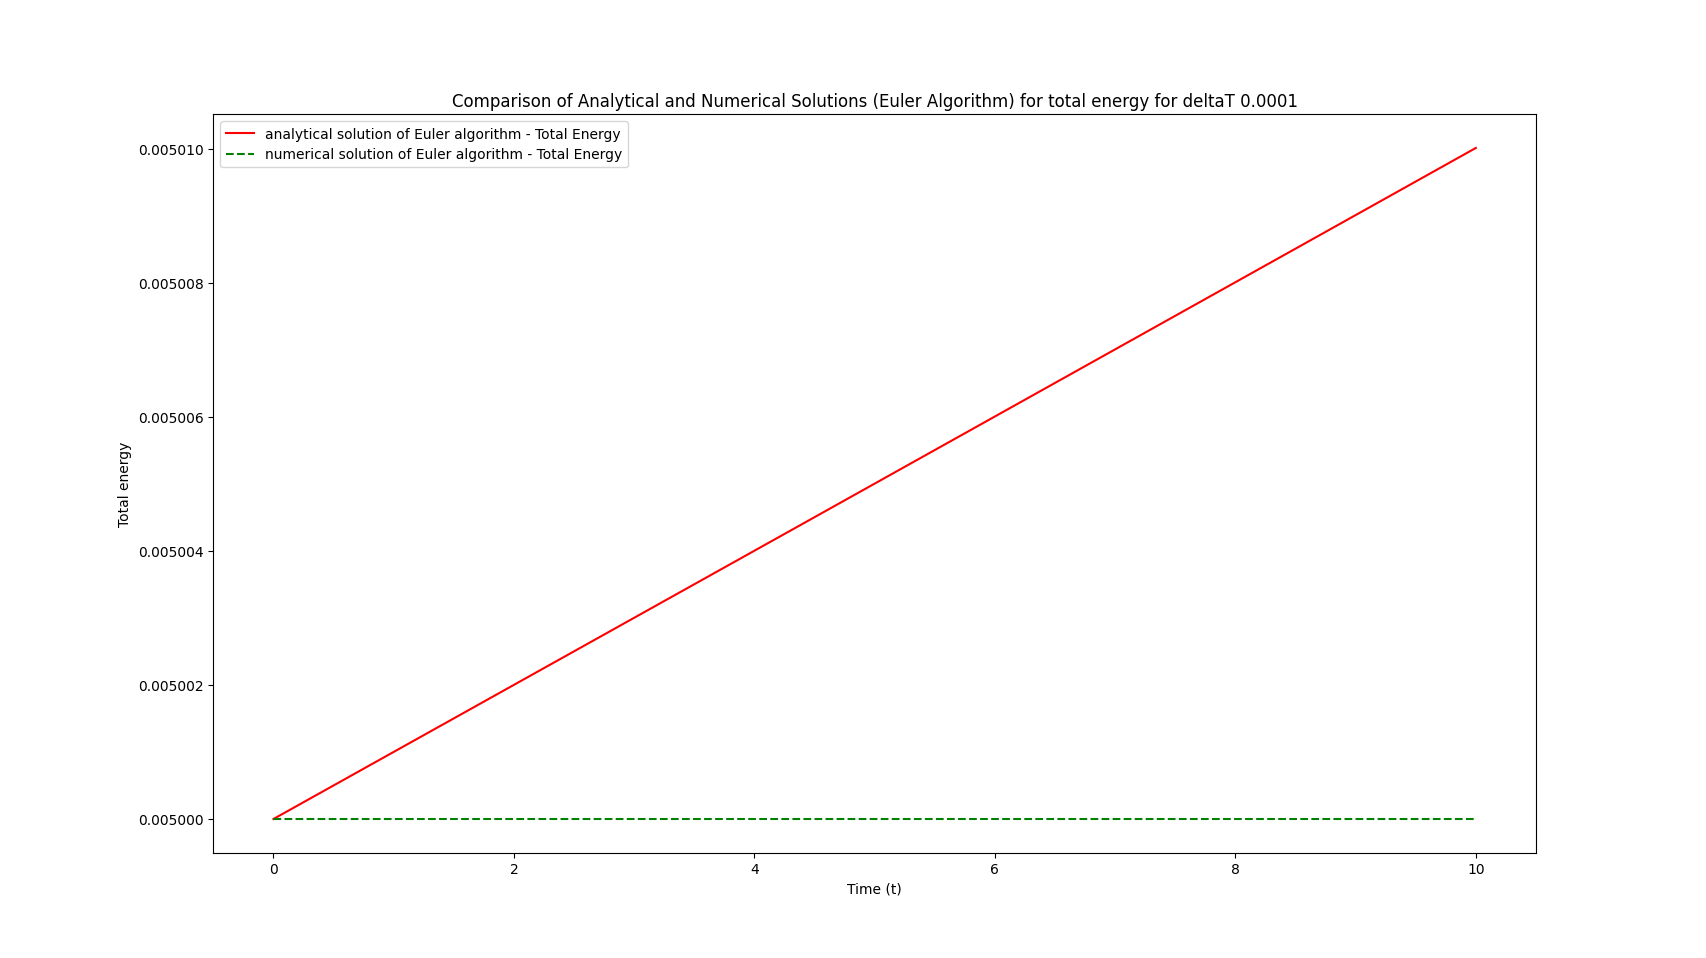 Comparison of Analytical and Numerical Solutions (Euler Algorithm) for total energy for deltaT 0.0001
analytical solution of Euler algorithm - Total Energy
numerical solution of Euler algorithm - Total Energy
0.005010
0.005008
0.005006
0.005004
0.005002
0.005000
Total energy
0 2 4 6 8 10
Time (t)